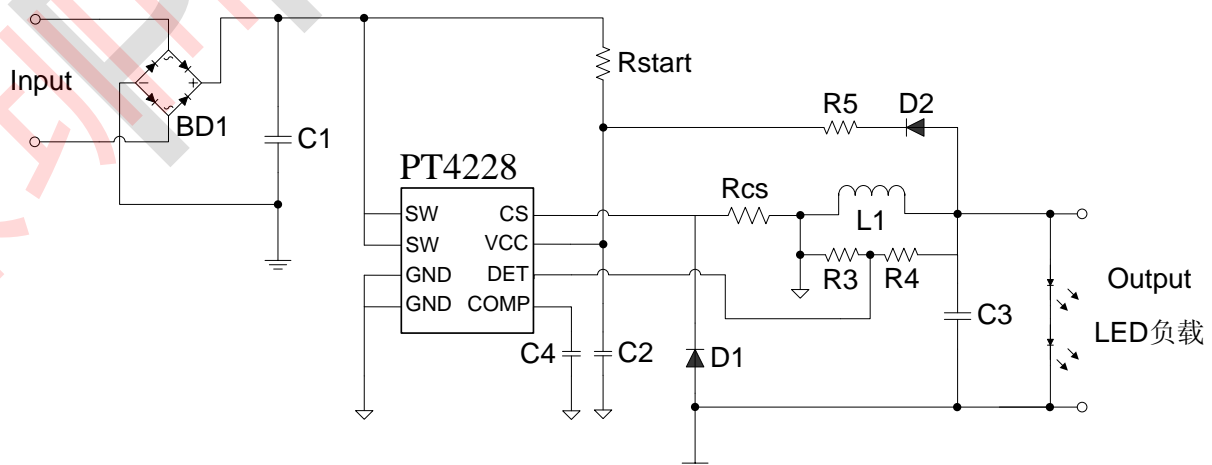 Input
BD1
C1
Rstart
R5
D2
PT4228
SW
SW
GND
GND
CS
VCC
DET
COMP
Rcs
L1
R3
R4
C4
C2
D1
C3
Output
LED负载